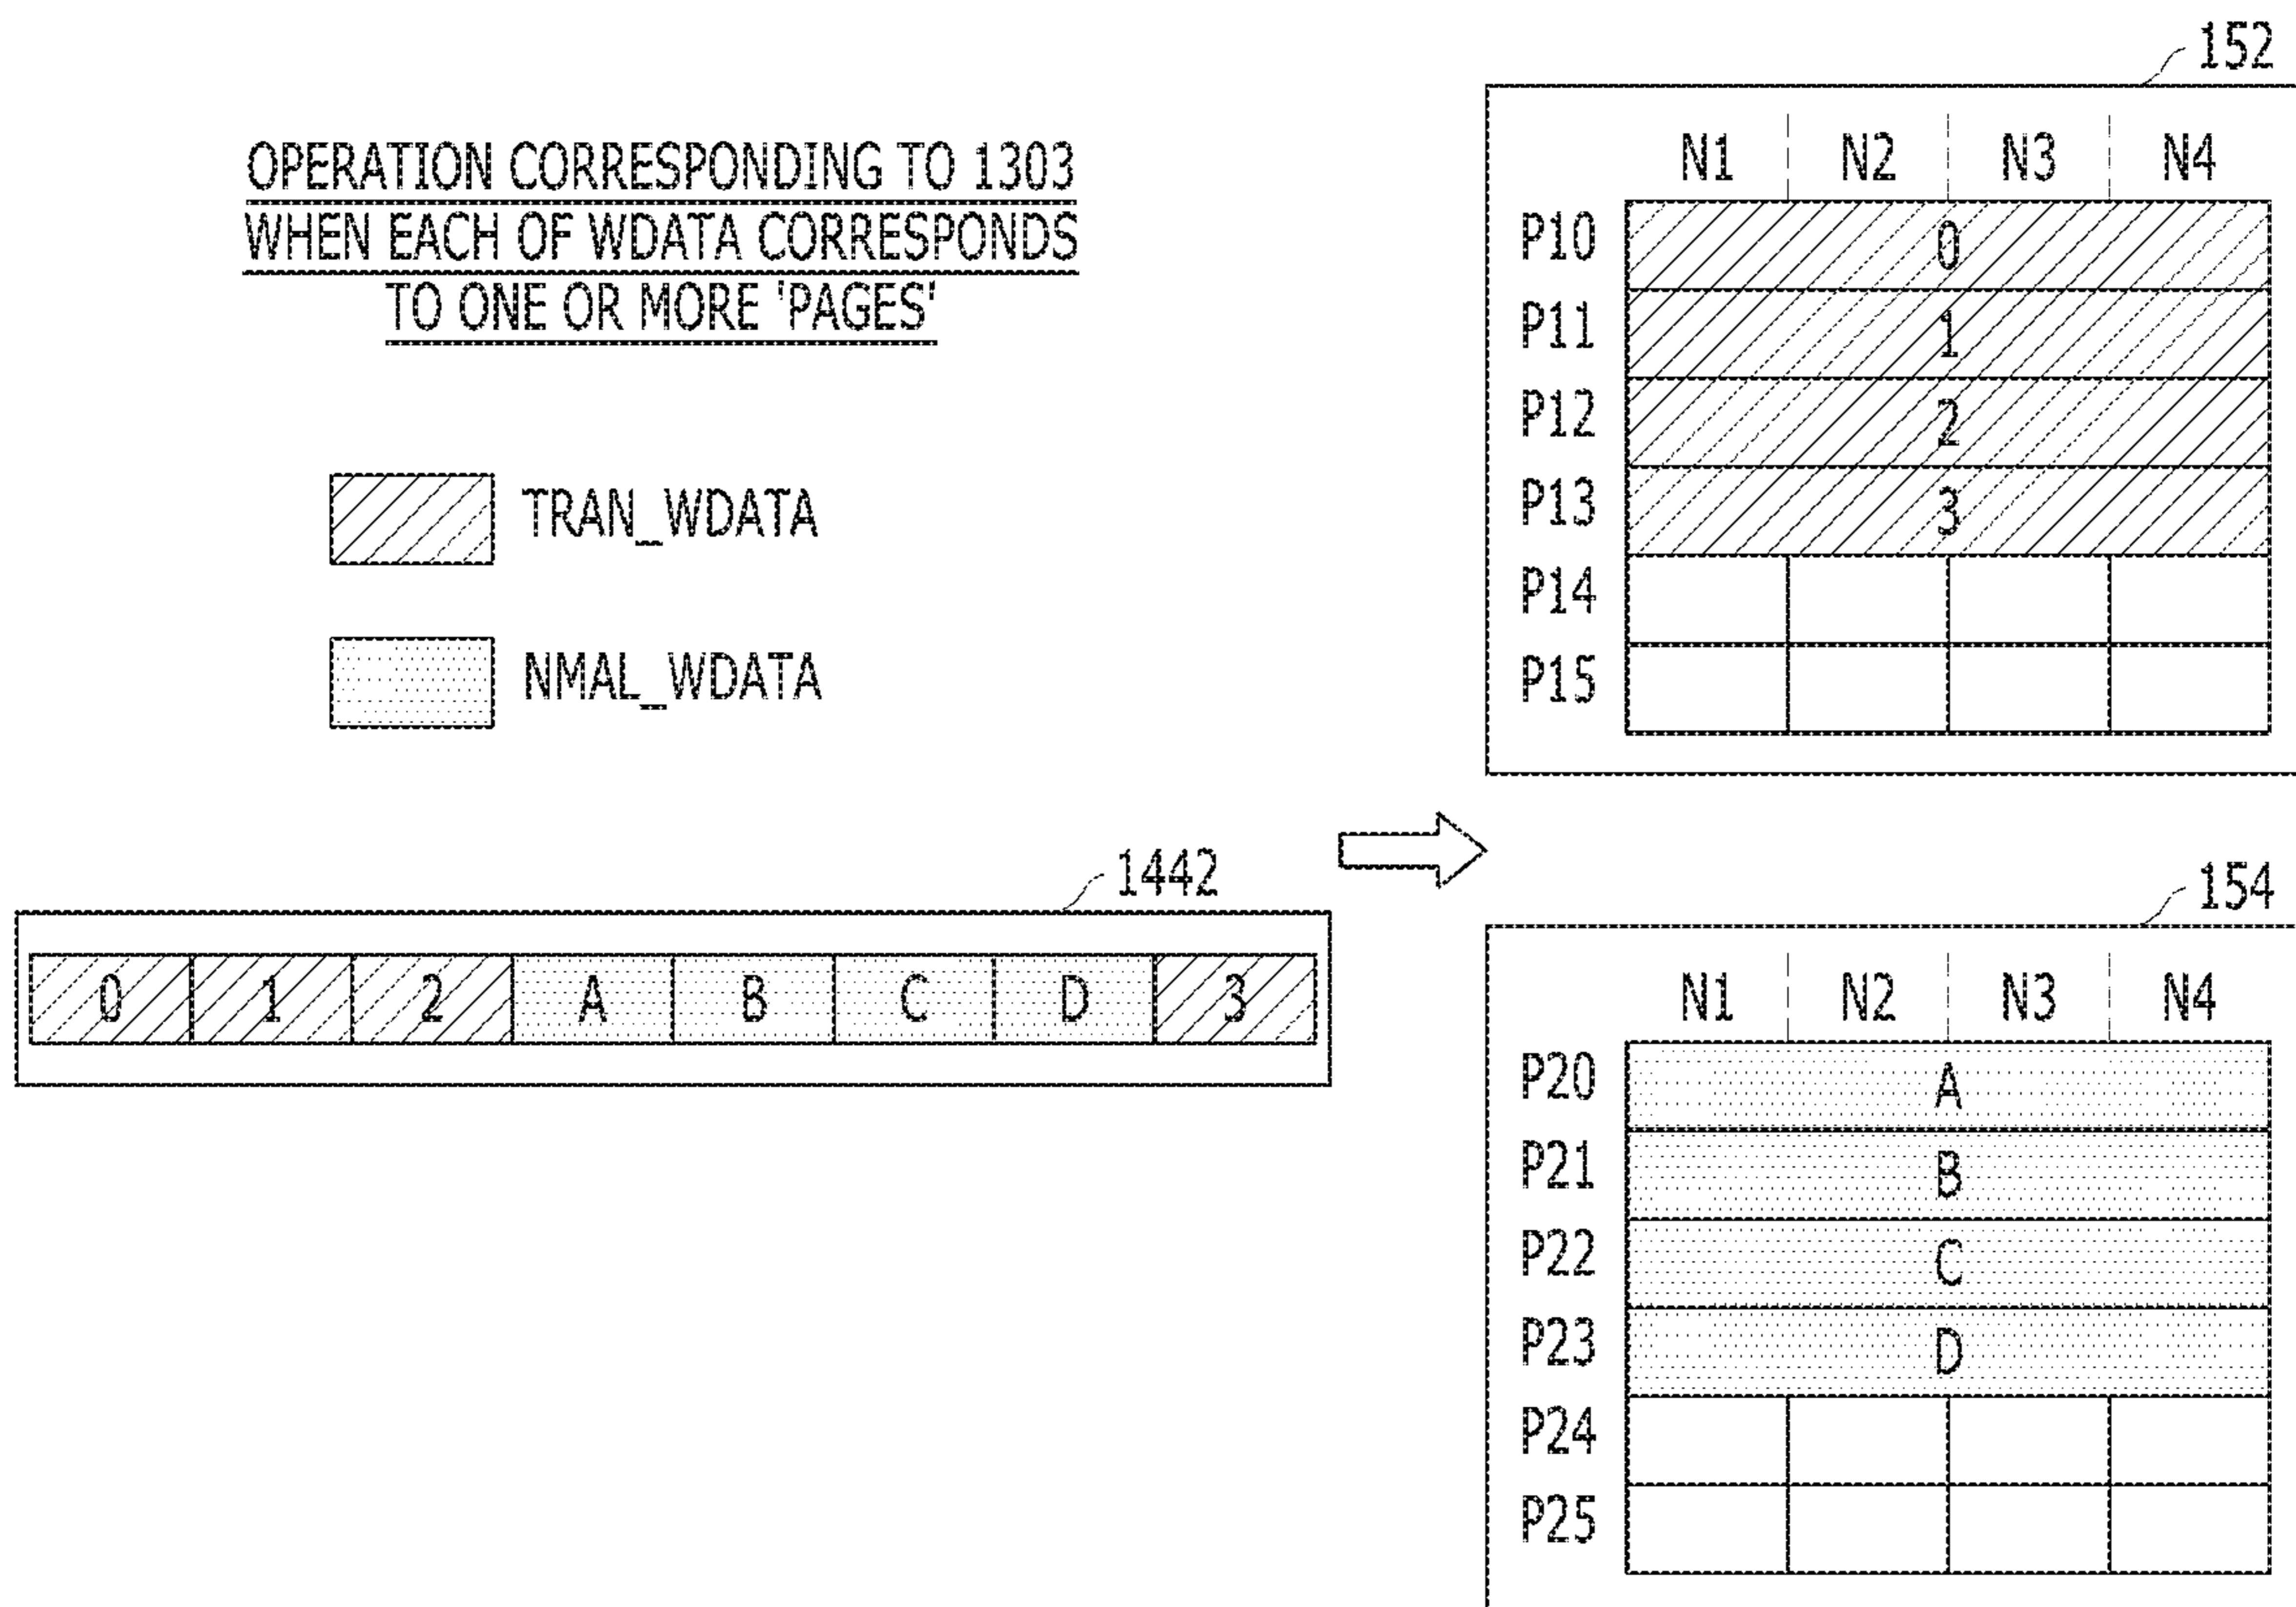 OPERATION CORRESPONDING TO 1303
WHEN EACH OF WDATA CORRESPONDS
TO ONE OR MORE 'PAGES'
TRAN_WDATA
NMAL_WDATA
1442
0 1 2 A B C D 3
152
N1 N2 N3 N4
P10 0
P11 1
P12 2
P13 3
P14
P15
154
N1 N2 N3 N4
P20 A
P21 B
P22 C
P23 D
P24
P25